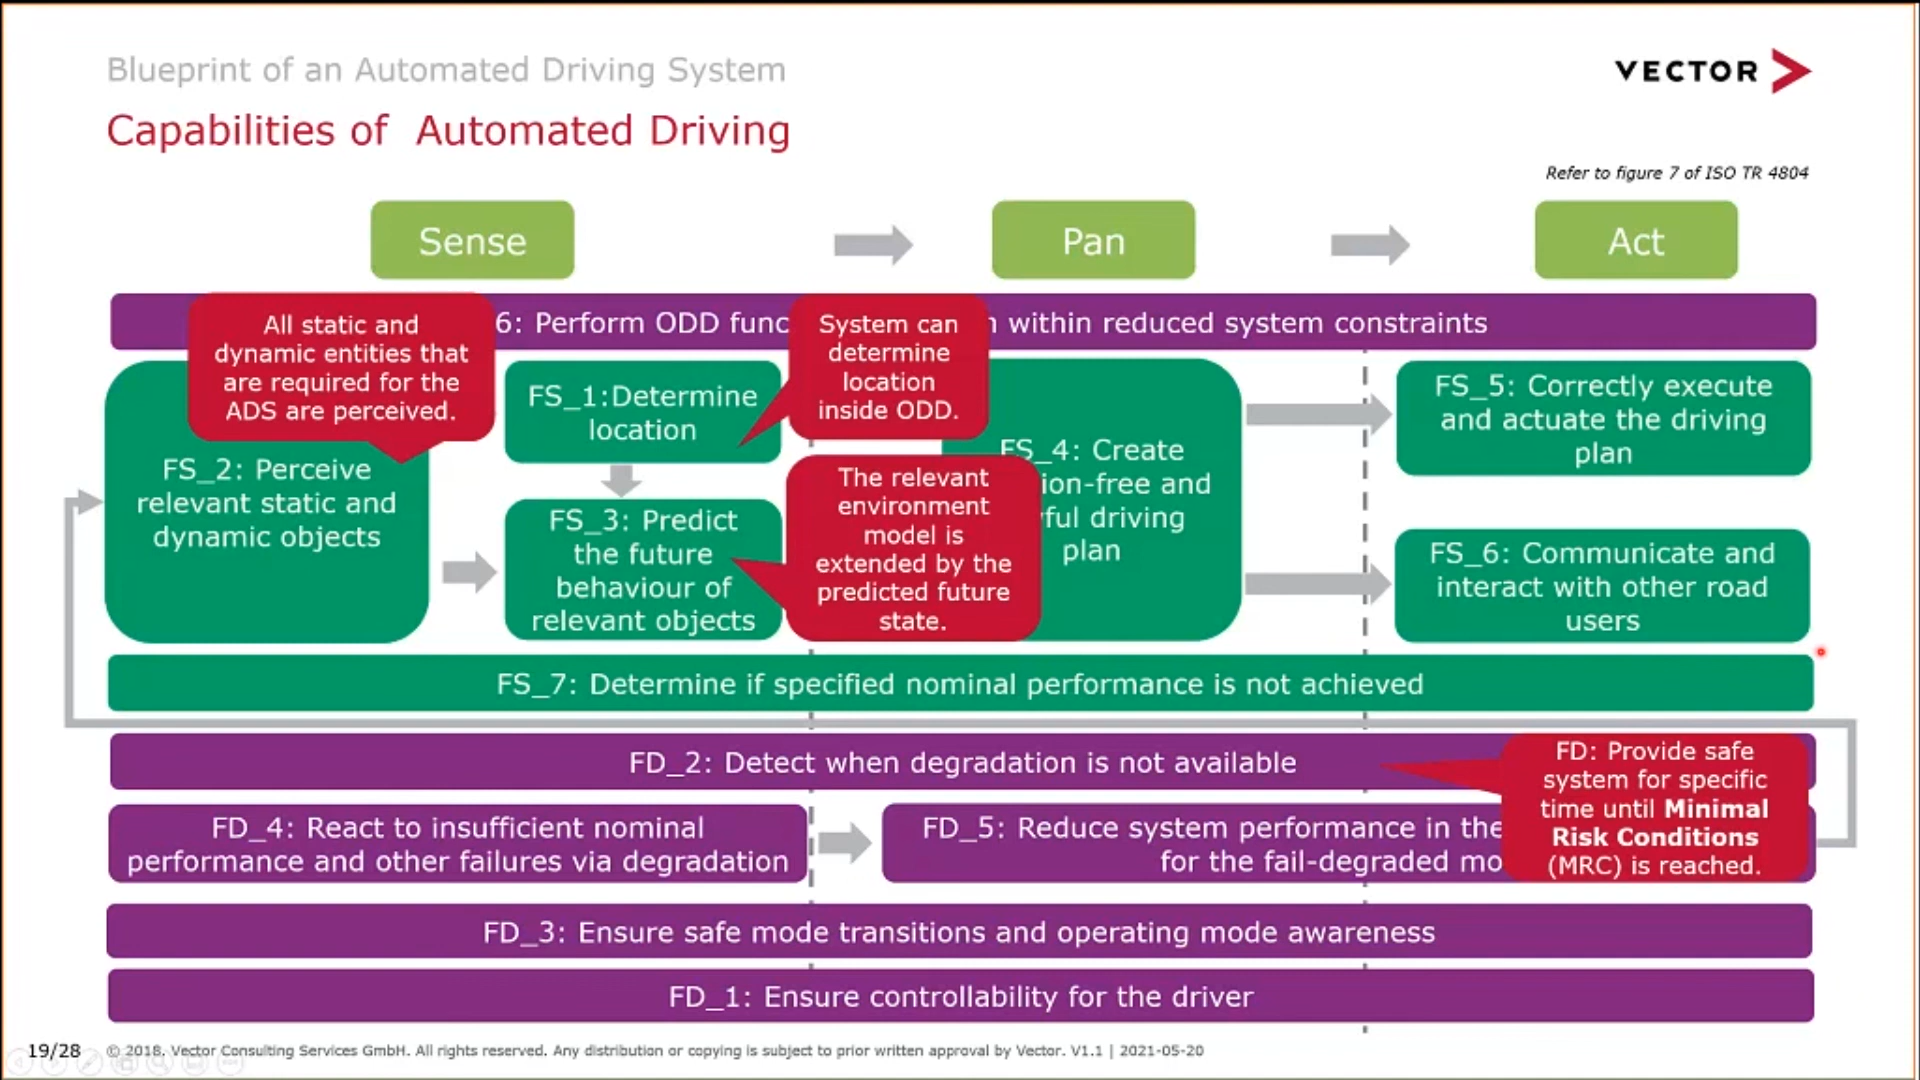 Blueprint of an Automated Driving System
VECTOR
Capabilities of Automated Driving
Refer to figure 7 of ISO TR 4804
Sense
Pan
Act
6: Perform ODD func
within reduced system constraints
All static and
dynamic entities that
are required for the
ADS are perceived.
System can
determine
location
inside ODD.
FS_2: Perceive
relevant static and
dynamic objects
FS_1:Determine
location
FS_3: Predict
the future
behaviour of
relevant objects
The relevant
environment
model is
extended by the
predicted future
state.
FS_4: Create
ion-free and
ful driving
plan
FS_5: Correctly execute
and actuate the driving
plan
FS_6: Communicate and
interact with other road
users
FS_7: Determine if specified nominal performance is not achieved
FD_2: Detect when degradation is not available
FD: Provide safe
system for specific
time until Minimal
Risk Conditions
(MRC) is reached.
FD_4: React to insufficient nominal
performance and other failures via degradation
FD_5: Reduce system performance in the
for the fail-degraded mo
FD_3: Ensure safe mode transitions and operating mode awareness
FD_1: Ensure controllability for the driver
19/28
© 2018. Vector Consulting Services GmbH. All rights reserved. Any distribution or copying is subject to prior written approval by Vector. V1.1 | 2021-05-20